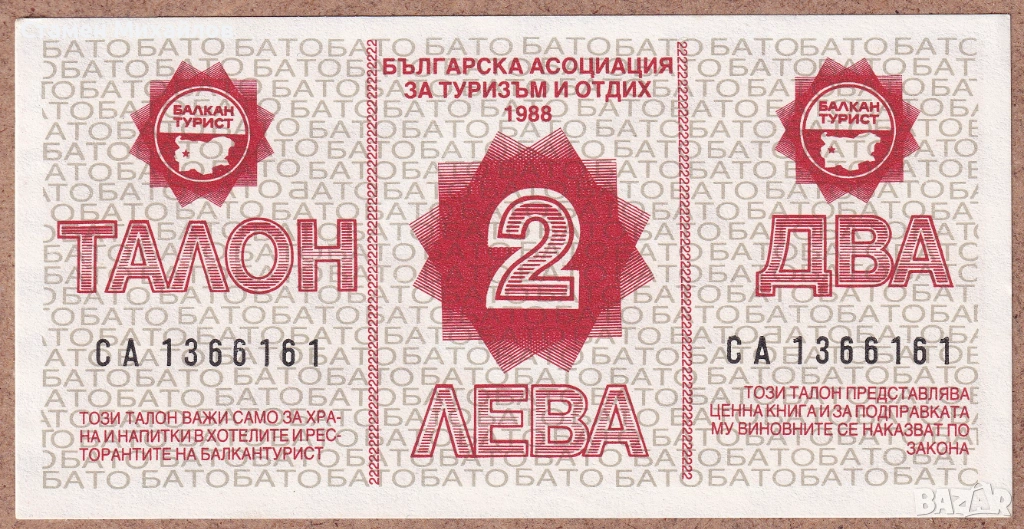 БЪЛГАРСКА АСОЦИАЦИЯ
ЗА ТУРИЗЪМ И ОТДИХ
1988
БАЛКАН
ТУРИСТ
ТАЛОН
СА 1366161
ТОЗИ ТАЛОН ВАЖИ САМО ЗА ХРА-
НА И НАПИТКИ В ХОТЕЛИТЕ И РЕС-
ТОРАНТИТЕ НА БАЛКАНТУРИСТ
2
ЛЕВА
БАЛКАН
ТУРИСТ
ДВА
СА 1366161
ТОЗИ ТАЛОН ПРЕДСТАВЛЯВА
ЦЕННА КНИГА И ЗА ПОДПРАВКАТА
МУ ВИНОВНИТЕ СЕ НАКАЗВАТ ПО
ЗАКОНА
BAZAR